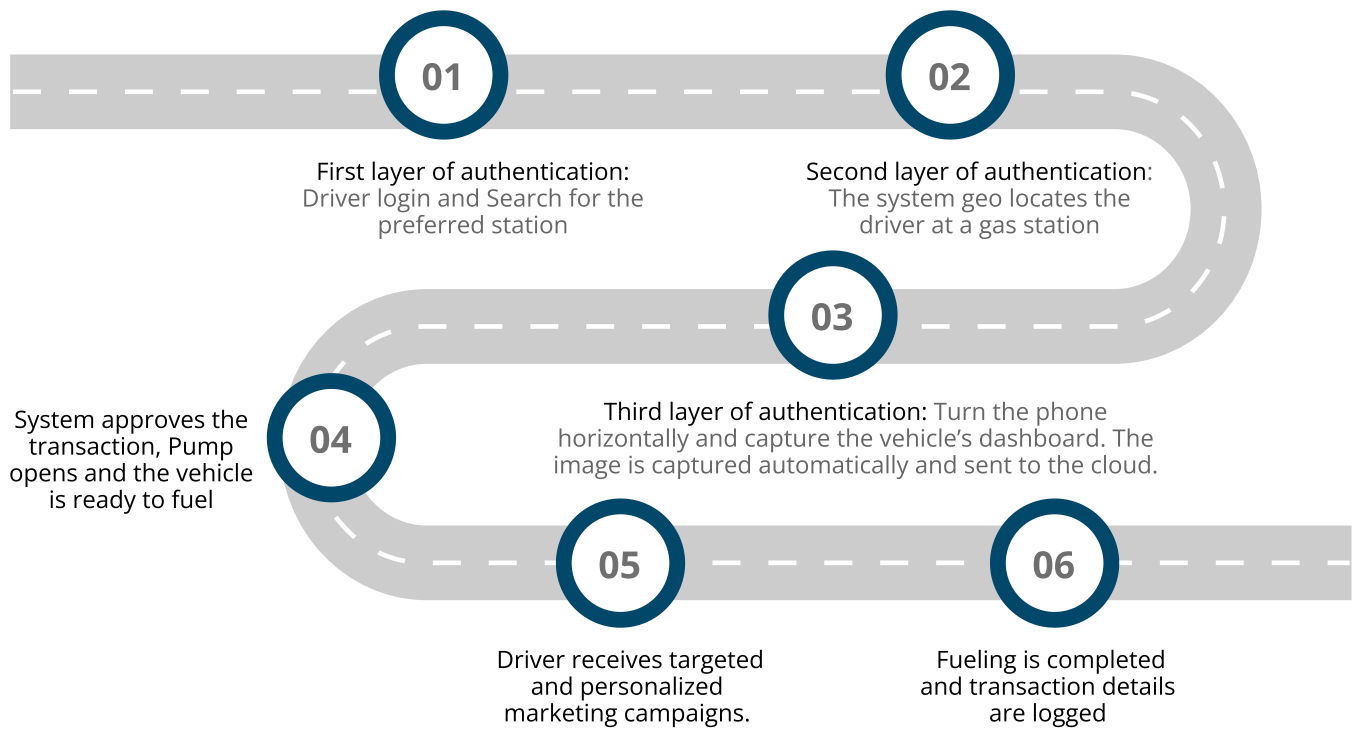 01
First layer of authentication:
Driver login and Search for the
preferred station
02
Second layer of authentication:
The system geo locates the
driver at a gas station
03
Third layer of authentication: Turn the phone
horizontally and capture the vehicle’s dashboard. The
image is captured automatically and sent to the cloud.
04
System approves the
transaction, Pump
opens and the vehicle
is ready to fuel
05
Driver receives targeted
and personalized
marketing campaigns.
06
Fueling is completed
and transaction details
are logged